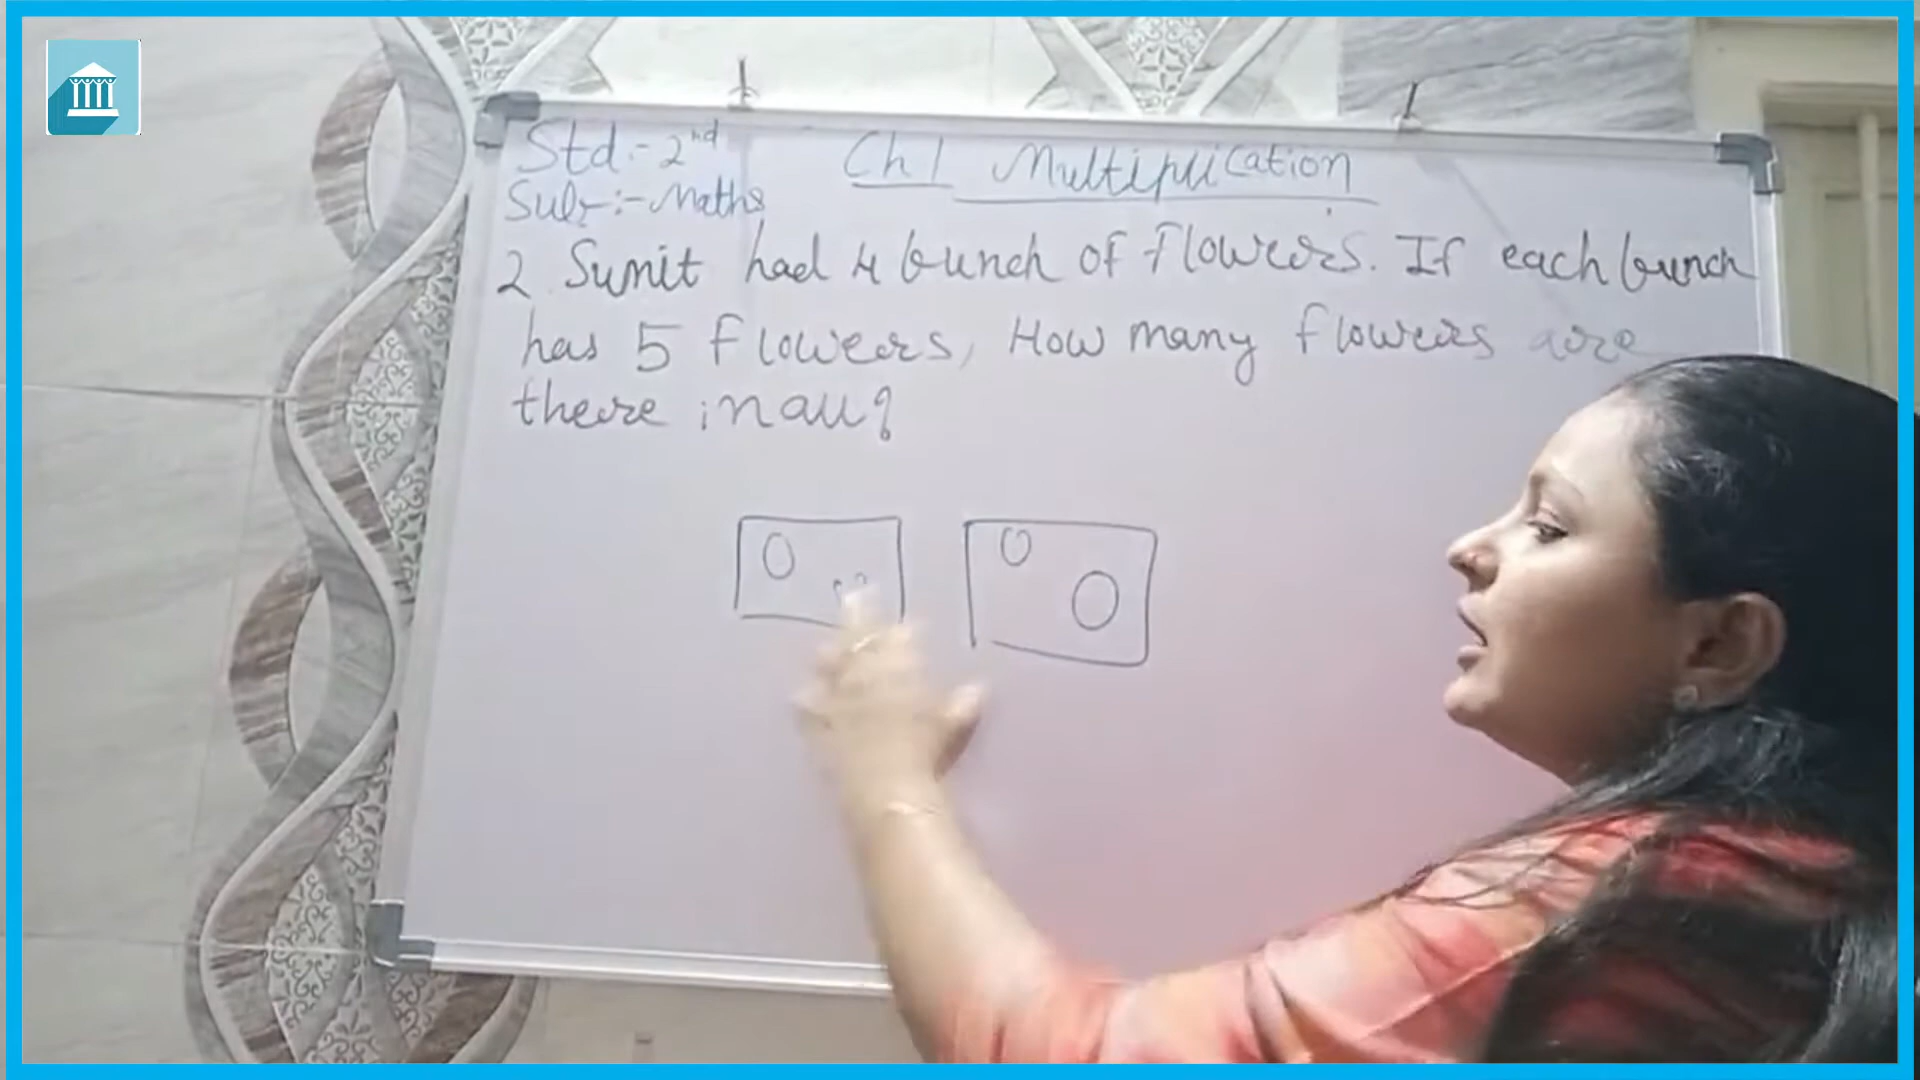 Std :- 2nd
Ch 1 Multiplication
Sub :- Maths
2 Sumit had 4 bunch of flowers. If each bunch
has 5 flowers, How many flowers are
there in all?